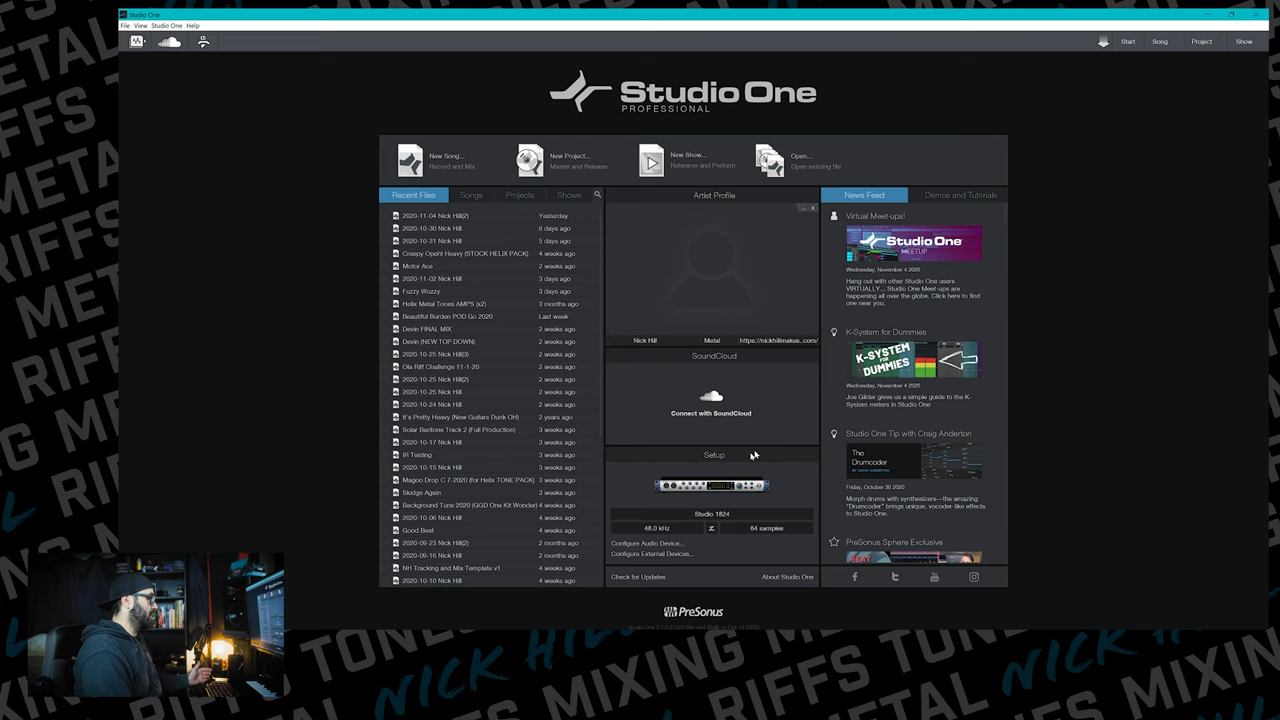 Studio One
File View Studio One Help
Start Song Project Show
Studio One
PROFESSIONAL
New Song...
Record and Mix
New Project...
Master and Release
New Show...
Rehearse and Perform
Open...
Open existing file
Recent Files Songs Projects Shows
2020-11-04 Nick Hill(2) Yesterday
2020-10-30 Nick Hill 6 days ago
2020-10-31 Nick Hill 5 days ago
Creepy Opeht Heavy (STOCK HELIX PACK) 4 weeks ago
Motor Ace 2 weeks ago
2020-11-02 Nick Hill 3 days ago
Fuzzy Wuzzy 3 days ago
Helix Metal Tones AMPS (x2) 3 months ago
Beautiful Burden POD Go 2020 Last week
Devin FINAL MIX 2 weeks ago
Devin (NEW TOP DOWN) 2 weeks ago
2020-10-25 Nick Hill(3) 2 weeks ago
Ola Riff Challenge 11-1-20 2 weeks ago
2020-10-25 Nick Hill(2) 2 weeks ago
2020-10-25 Nick Hill 2 weeks ago
2020-10-24 Nick Hill 2 weeks ago
It's Pretty Heavy (New Guitars Dunk OH) 2 years ago
Solar Baritone Track 2 (Full Production) 3 weeks ago
2020-10-17 Nick Hill 3 weeks ago
IR Testing 3 weeks ago
2020-10-15 Nick Hill 3 weeks ago
Magco Drop C 7-2020 (for Helix TONE PACK) 3 weeks ago
Sludge Again 3 weeks ago
Background Tune 2020 (GGD One Kit Wonder) 3 weeks ago
2020-10-06 Nick Hill 4 weeks ago
Good Beat 4 weeks ago
2020-09-23 Nick Hill(2) 2 months ago
2020-09-16 Nick Hill 2 months ago
NH Tracking and Mix Template v1 4 weeks ago
2020-10-10 Nick Hill 4 weeks ago
Artist Profile
Nick Hill Metal https://nickhillmakes..com/
SoundCloud
Connect with SoundCloud
Setup
Studio 1824
48.0 kHz 64 samples
Configure Audio Device...
Configure External Devices...
Check for Updates About Studio One
News Feed Demos and Tutorials
Virtual Meet-ups!
Studio One
MEETUP
Wednesday, November 4 2020
Hang out with other Studio One users
VIRTUALLY... Studio One Meet-ups are
happening all over the globe. Click here to find
one near you.
K-System for Dummies
K-SYSTEM
FOR
DUMMIES
Wednesday, November 4 2020
Joe Gilder gives us a simple guide to the K-
System meters in Studio One
Studio One Tip with Craig Anderton
The
Drumcoder
BY CRAIG ANDERTON
Friday, October 30 2020
Morph drums with synthesizers—the amazing
"Drumcoder" brings unique, vocoder-like effects
to Studio One.
PreSonus Sphere Exclusive
PreSonus
NICK HILL
METAL
RIFFS
TONES
MIXING